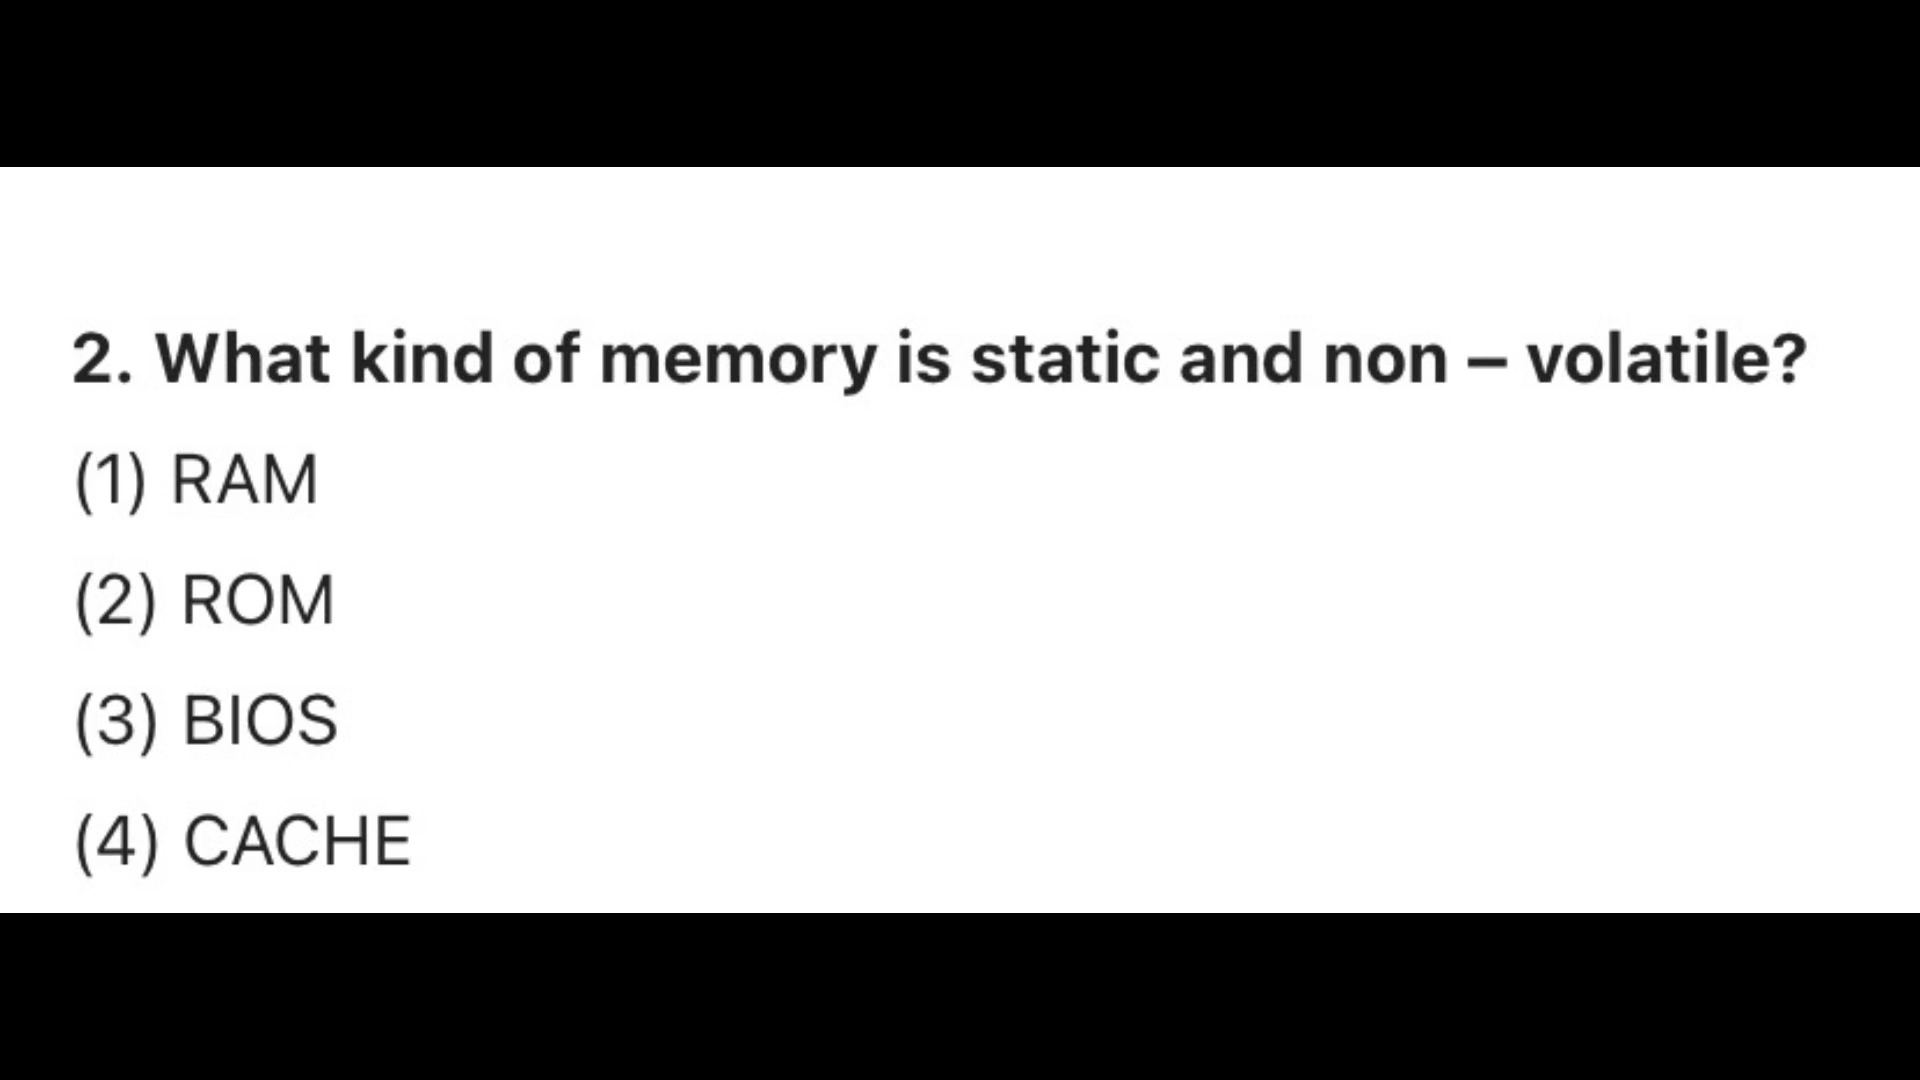 2. What kind of memory is static and non – volatile?
(1) RAM
(2) ROM
(3) BIOS
(4) CACHE